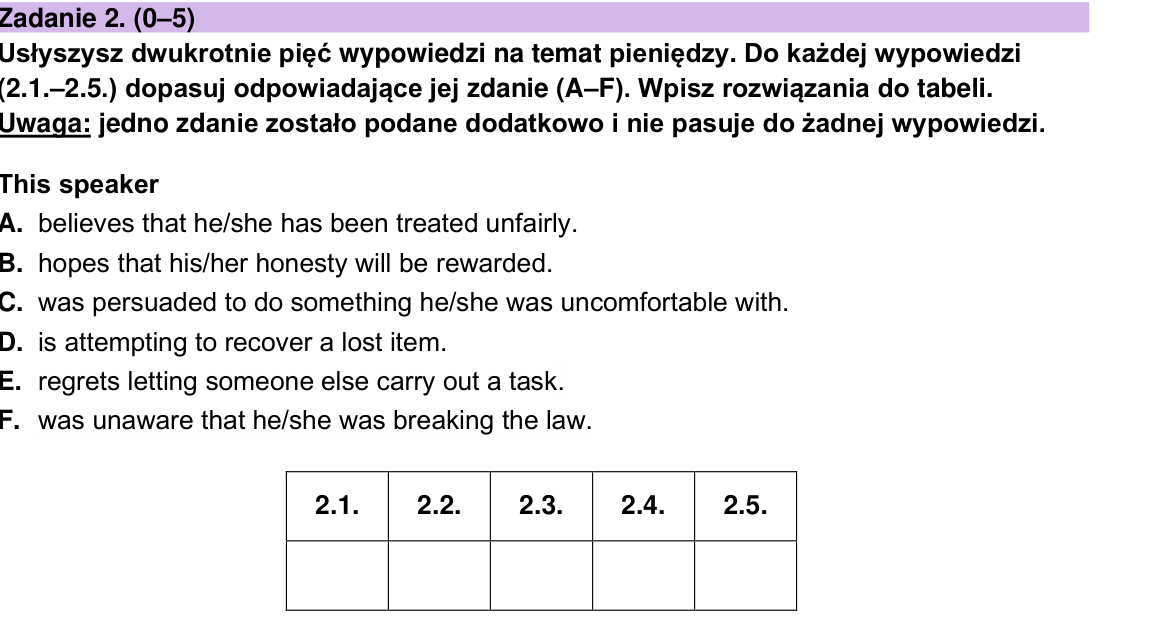 Zadanie 2. (0–5)
Usłyszysz dwukrotnie pięć wypowiedzi na temat pieniędzy. Do każdej wypowiedzi
(2.1.–2.5.) dopasuj odpowiadające jej zdanie (A–F). Wpisz rozwiązania do tabeli.
Uwaga: jedno zdanie zostało podane dodatkowo i nie pasuje do żadnej wypowiedzi.
This speaker
A. believes that he/she has been treated unfairly.
B. hopes that his/her honesty will be rewarded.
C. was persuaded to do something he/she was uncomfortable with.
D. is attempting to recover a lost item.
E. regrets letting someone else carry out a task.
F. was unaware that he/she was breaking the law.
2.1. 2.2. 2.3. 2.4. 2.5.